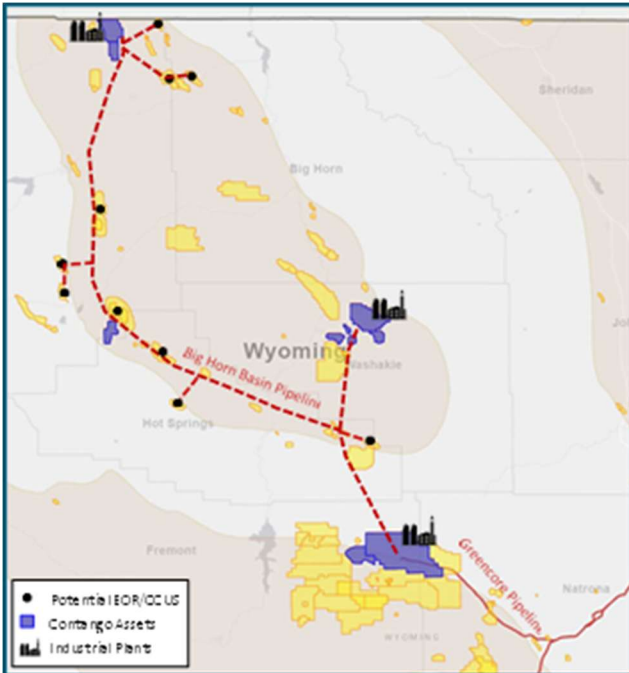 Sheridan
Big Horn
Wyoming
Washakie
Big Horn Basin Pipeline
Hot Springs
Fremont
Greencore Pipeline
Natrona
WYOMING
Potential EOR/CCUS
Contango Assets
Industrial Plants